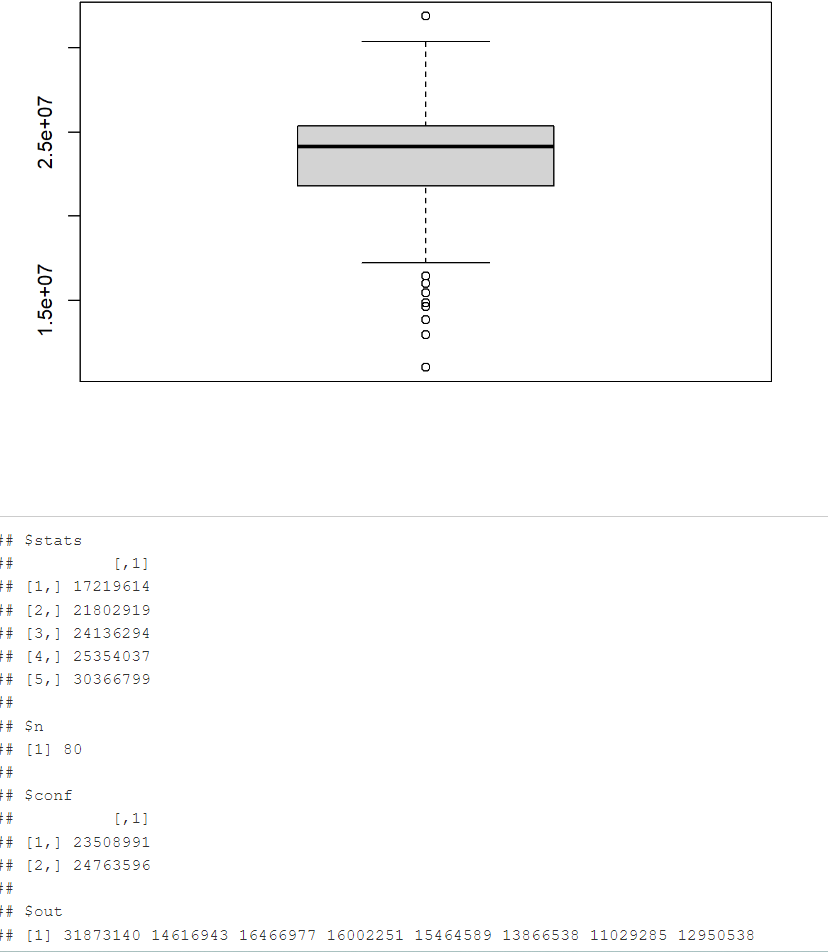 2.5e+07
1.5e+07
## $stats
## [,1]
## [1,] 17219614
## [2,] 21802919
## [3,] 24136294
## [4,] 25354037
## [5,] 30366799
##
## $n
## [1] 80
##
## $conf
## [,1]
## [1,] 23508991
## [2,] 24763596
##
## $out
## [1] 31873140 14616943 16466977 16002251 15464589 13866538 11029285 12950538